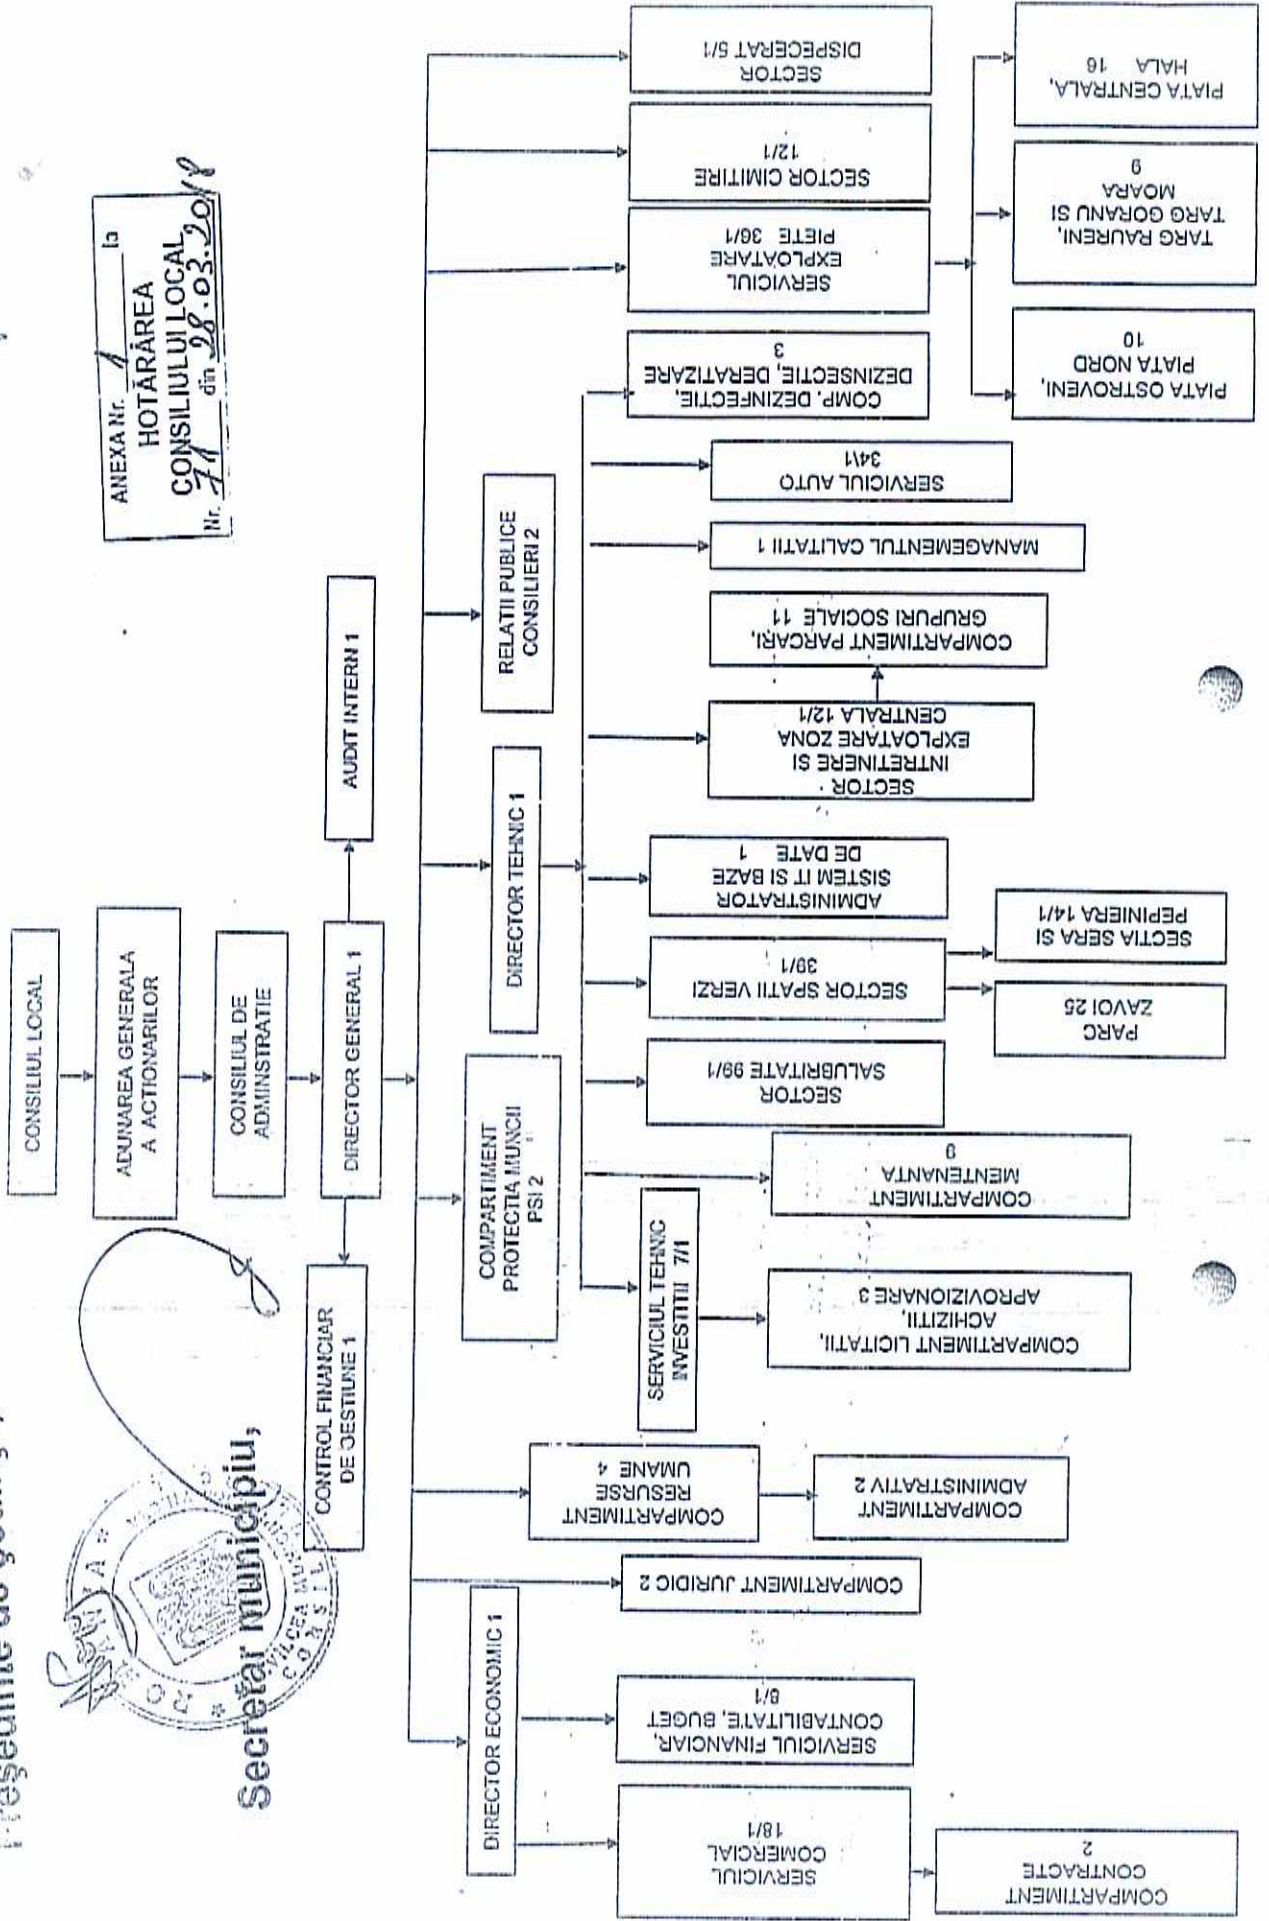 Președinte de ședință,
Secretar municipiu,
ANEXA Nr. 1 la
HOTĂRÂREA
CONSILIULUI LOCAL
Nr. 71 din 28.03.2018
CONSILIUL LOCAL
ADUNAREA GENERALA
A ACTIONARILOR
CONSILIUL DE
ADMINSTRATIE
CONTROL FINANCIAR
DE GESTIUNE 1
DIRECTOR GENERAL 1
AUDIT INTERN 1
DIRECTOR ECONOMIC 1
COMPARTIMENT
PROTECTIA MUNCII
PSI 2
DIRECTOR TEHNIC 1
RELATII PUBLICE
CONSILIERI 2
SERVICIUL
COMERCIAL
18/1
COMPARTIMENT
CONTRACTE
2
SERVICIUL FINANCIAR,
CONTABILITATE, BUGET
8/1
COMPARTIMENT JURIDIC 2
COMPARTIMENT
RESURSE
UMANE 4
COMPARTIMENT
ADMINISTRATIV 2
SERVICIUL TEHNIC
INVESTITII 7/1
COMPARTIMENT LICITATII,
ACHIZITII,
APROVIZIONARE 3
COMPARTIMENT
MENTENANTA
9
SECTOR
SALUBRITATE 99/1
SECTOR SPATII VERZI
39/1
PARC
ZAVOI 25
SECTIA SERA SI
PEPINIERA 14/1
ADMINISTRATOR
SISTEM IT SI BAZE
DE DATE 1
SECTOR
INTRETINERE SI
EXPLOATARE ZONA
CENTRALA 12/1
COMPARTIMENT PARCARI,
GRUPURI SOCIALE 11
MANAGEMENTUL CALITATII 1
SERVICIUL AUTO
34\1
COMP. DEZINFECTIE,
DEZINSECTIE, DERATIZARE
3
SERVICIUL
EXPLOATARE
PIETE 36/1
SECTOR CIMITIRE
12/1
SECTOR
DISPECERAT 5/1
PIATA OSTROVENI,
PIATA NORD
10
TARG RAURENI,
TARG GORANU SI
MOARA
9
PIATA CENTRALA,
HALA 16